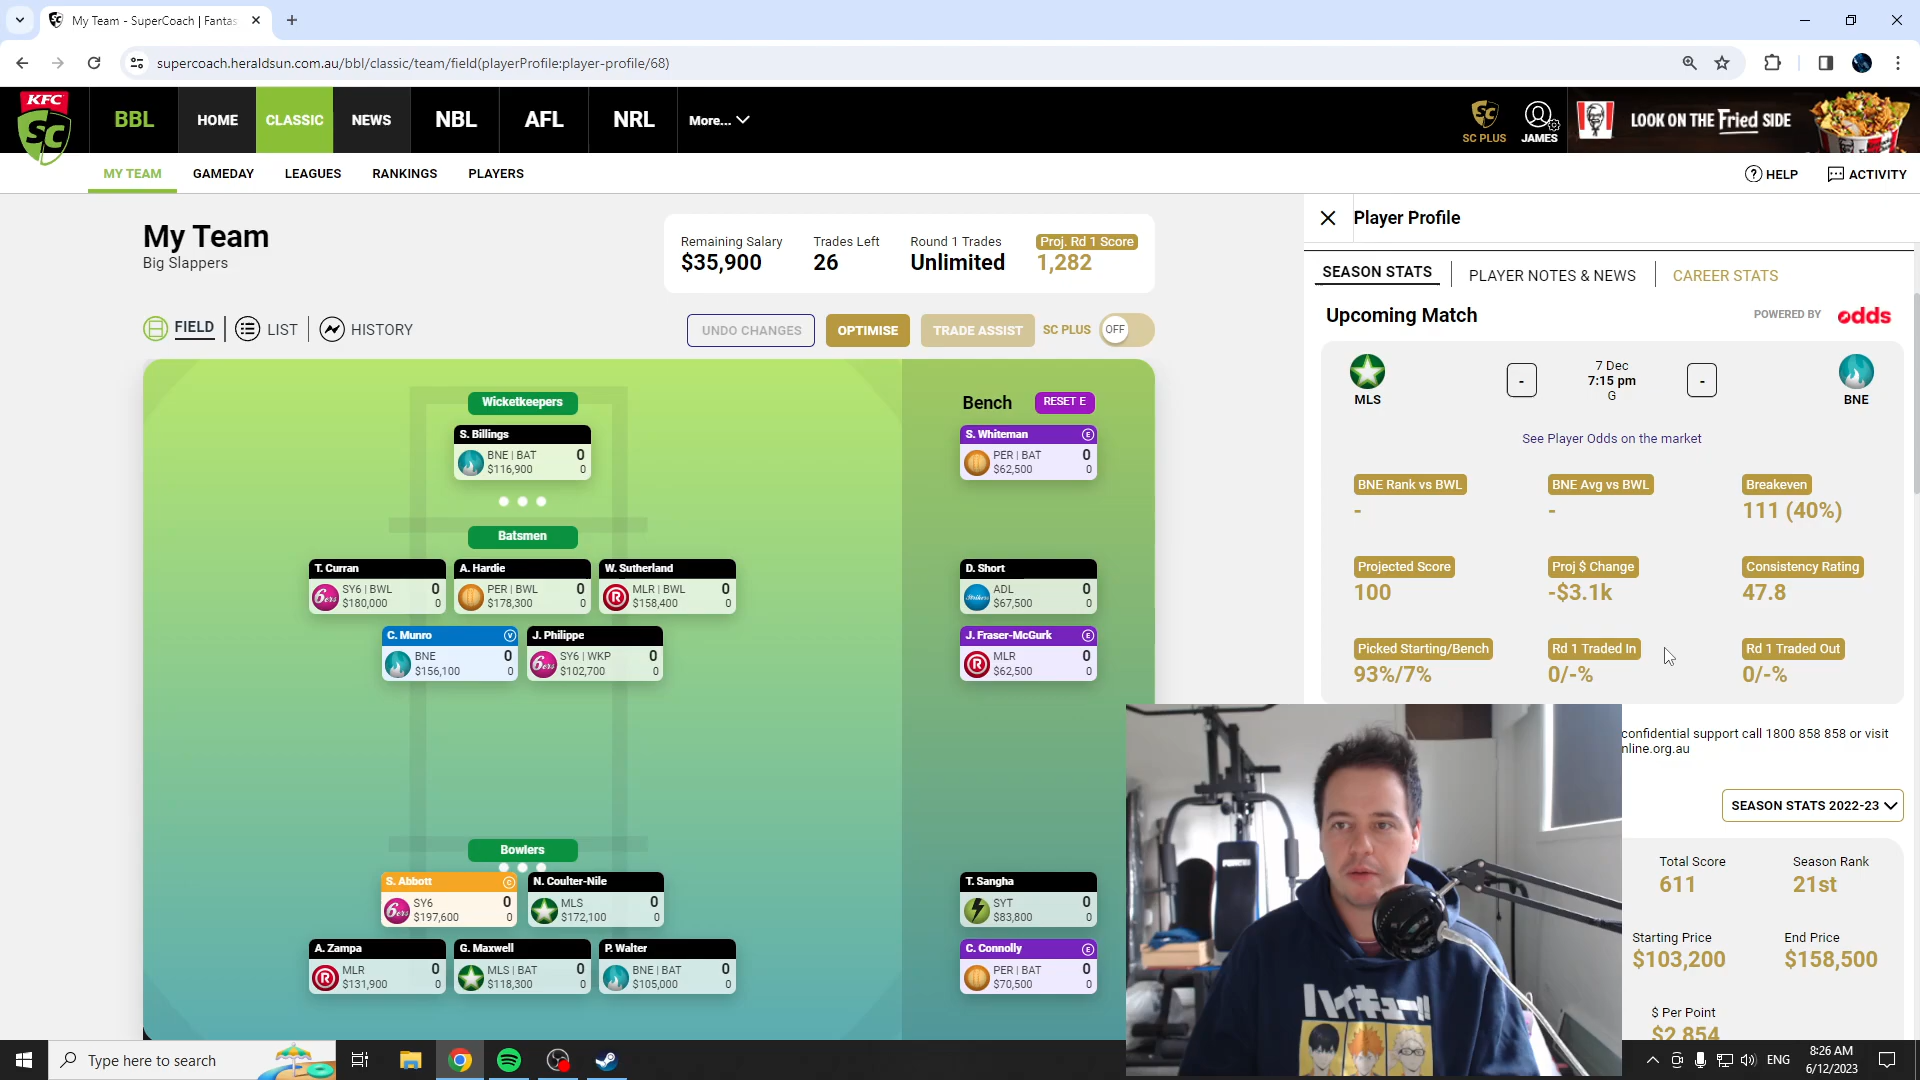 My Team - SuperCoach | Fantas
supercoach.heraldsun.com.au/bbl/classic/team/field(playerProfile:player-profile/68)
KFC
SC
BBL
HOME
CLASSIC
NEWS
NBL
AFL
NRL
More...
SC
SC PLUS
JAMES
LOOK ON THE Fried SIDE
MY TEAM
GAMEDAY
LEAGUES
RANKINGS
PLAYERS
? HELP
ACTIVITY
My Team
Big Slappers
Remaining Salary
$35,900
Trades Left
26
Round 1 Trades
Unlimited
Proj. Rd 1 Score
1,282
FIELD
LIST
HISTORY
UNDO CHANGES
OPTIMISE
TRADE ASSIST
SC PLUS
OFF
Wicketkeepers
S. Billings
BNE | BAT 0
$116,900 0
Batsmen
T. Curran
6ers
SY6 | BWL 0
$180,000 0
A. Hardie
PER | BWL 0
$178,300 0
W. Sutherland
R
MLR | BWL 0
$158,400 0
C. Munro V
BNE 0
$156,100 0
J. Philippe
6ers
SY6 | WKP 0
$102,700 0
Bowlers
S. Abbott C
6ers
SY6 0
$197,600 0
N. Coulter-Nile
MLS 0
$172,100 0
A. Zampa
R
MLR 0
$131,900 0
G. Maxwell
MLS | BAT 0
$118,300 0
P. Walter
BNE | BAT 0
$105,000 0
Bench
RESET E
S. Whiteman E
PER | BAT 0
$62,500 0
D. Short
Strikers
ADL 0
$67,500 0
J. Fraser-McGurk E
R
MLR 0
$62,500 0
T. Sangha
SYT 0
$83,800 0
C. Connolly E
PER | BAT 0
$70,500 0
Player Profile
SEASON STATS
PLAYER NOTES & NEWS
CAREER STATS
Upcoming Match
POWERED BY odds
MLS
-
7 Dec
7:15 pm
G
-
BNE
See Player Odds on the market
BNE Rank vs BWL
-
BNE Avg vs BWL
-
Breakeven
111 (40%)
Projected Score
100
Proj $ Change
-$3.1k
Consistency Rating
47.8
Picked Starting/Bench
93%/7%
Rd 1 Traded In
0/-%
Rd 1 Traded Out
0/-%
confidential support call 1800 858 858 or visit
nline.org.au
SEASON STATS 2022-23
Total Score
611
Season Rank
21st
Starting Price
$103,200
End Price
$158,500
$ Per Point
$2,854
ハイキュー!!
Type here to search
ENG
8:26 AM
6/12/2023